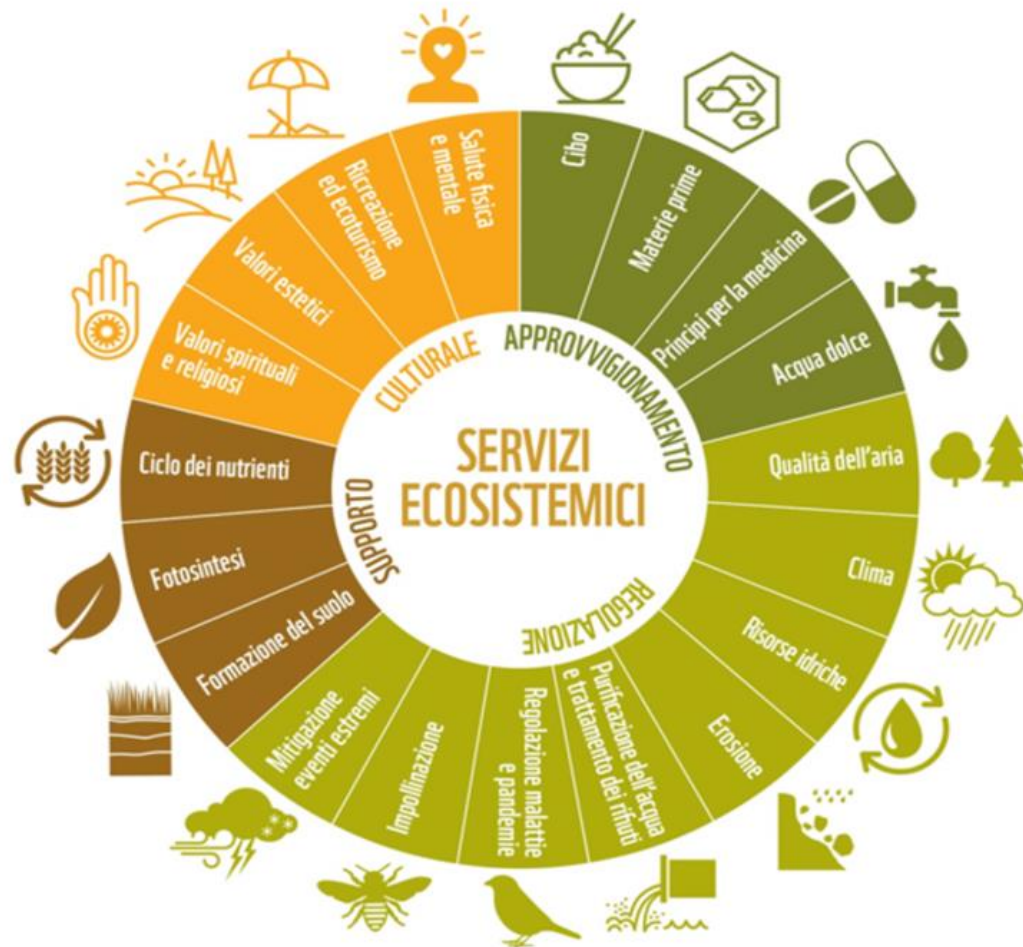 SERVIZI
ECOSISTEMICI
APPROVVIGIONAMENTO
Cibo
Materie prime
Principi per la medicina
Acqua dolce
REGOLAZIONE
Qualità dell'aria
Clima
Risorse idriche
Erosione
Purificazione dell'acqua
e trattamento dei rifiuti
Regolazione malattie
e pandemie
Impollinazione
Mitigazione
eventi estremi
SUPPORTO
Formazione del suolo
Fotosintesi
Ciclo dei nutrienti
CULTURALE
Valori spirituali
e religiosi
Valori estetici
Ricreazione
ed ecoturismo
Salute fisica
e mentale